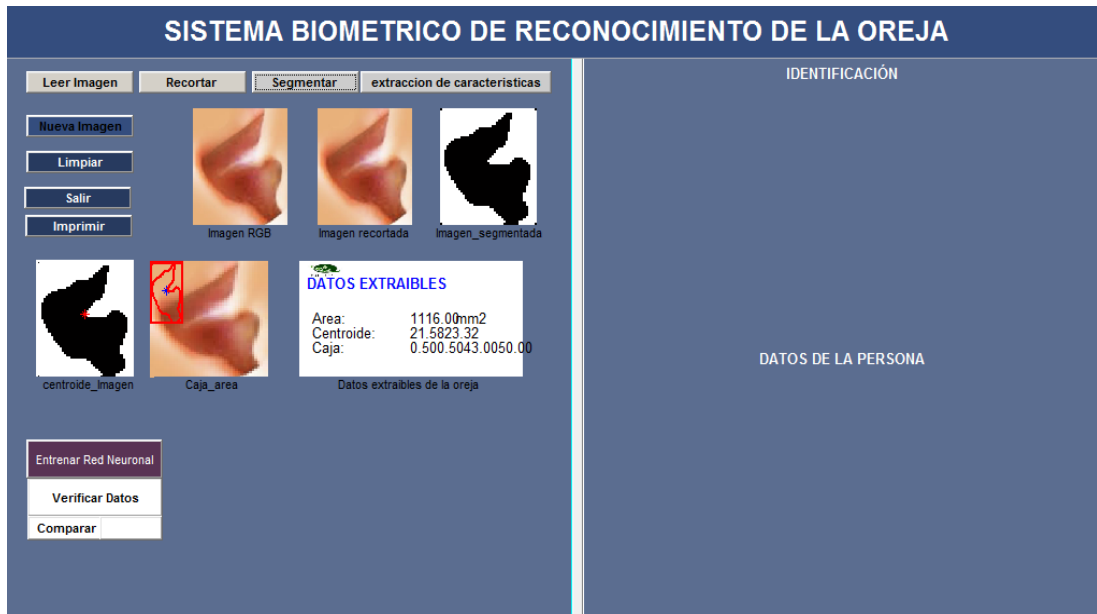 SISTEMA BIOMETRICO DE RECONOCIMIENTO DE LA OREJA
Leer Imagen
Recortar
Segmentar
extraccion de caracteristicas
Nueva Imagen
Limpiar
Salir
Imprimir
Imagen RGB
Imagen recortada
Imagen_segmentada
DATOS EXTRAIBLES
Area: 1116.00mm2
Centroide: 21.5823.32
Caja: 0.500.5043.0050.00
centroide_Imagen
Caja_area
Datos extraibles de la oreja
Entrenar Red Neuronal
Verificar Datos
Comparar
IDENTIFICACIÓN
DATOS DE LA PERSONA